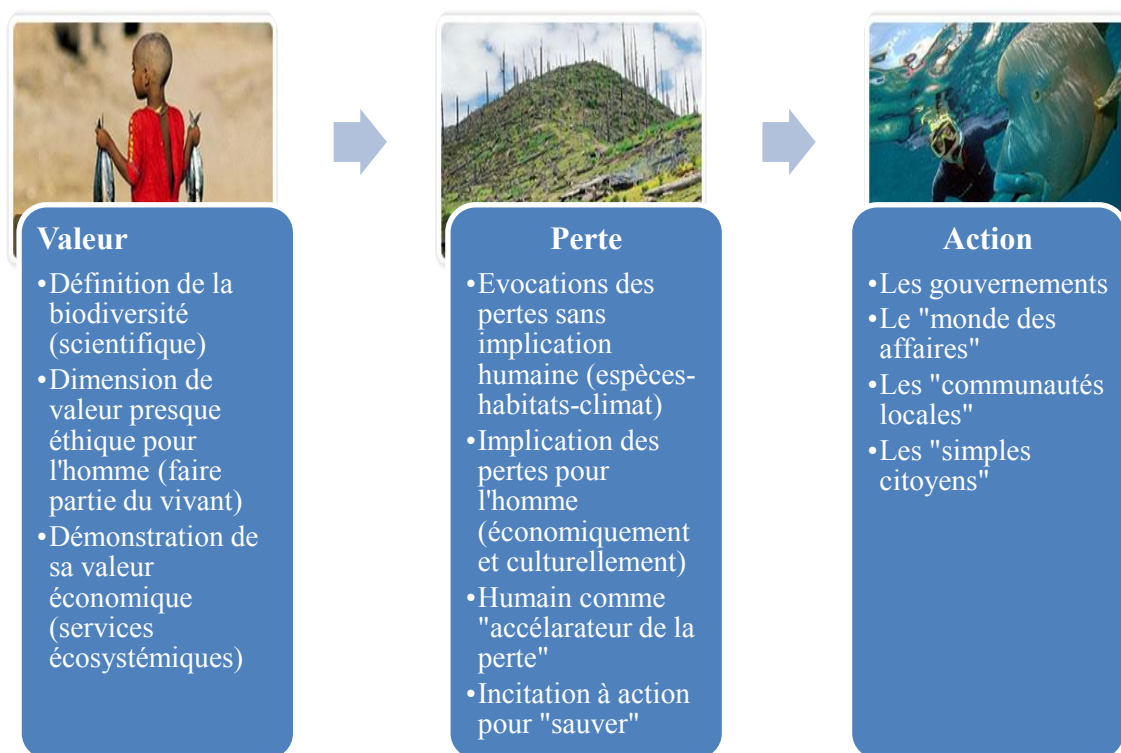 Valeur
•Définition de la
biodiversité
(scientifique)
•Dimension de
valeur presque
éthique pour
l'homme (faire
partie du vivant)
•Démonstration de
sa valeur
économique
(services
écosystémiques)
Perte
•Evocations des
pertes sans
implication
humaine (espèces-
habitats-climat)
•Implication des
pertes pour
l'homme
(économiquement
et culturellement)
•Humain comme
"accélarateur de la
perte"
•Incitation à action
pour "sauver"
Action
•Les gouvernements
•Le "monde des
affaires"
•Les "communautés
locales"
•Les "simples
citoyens"